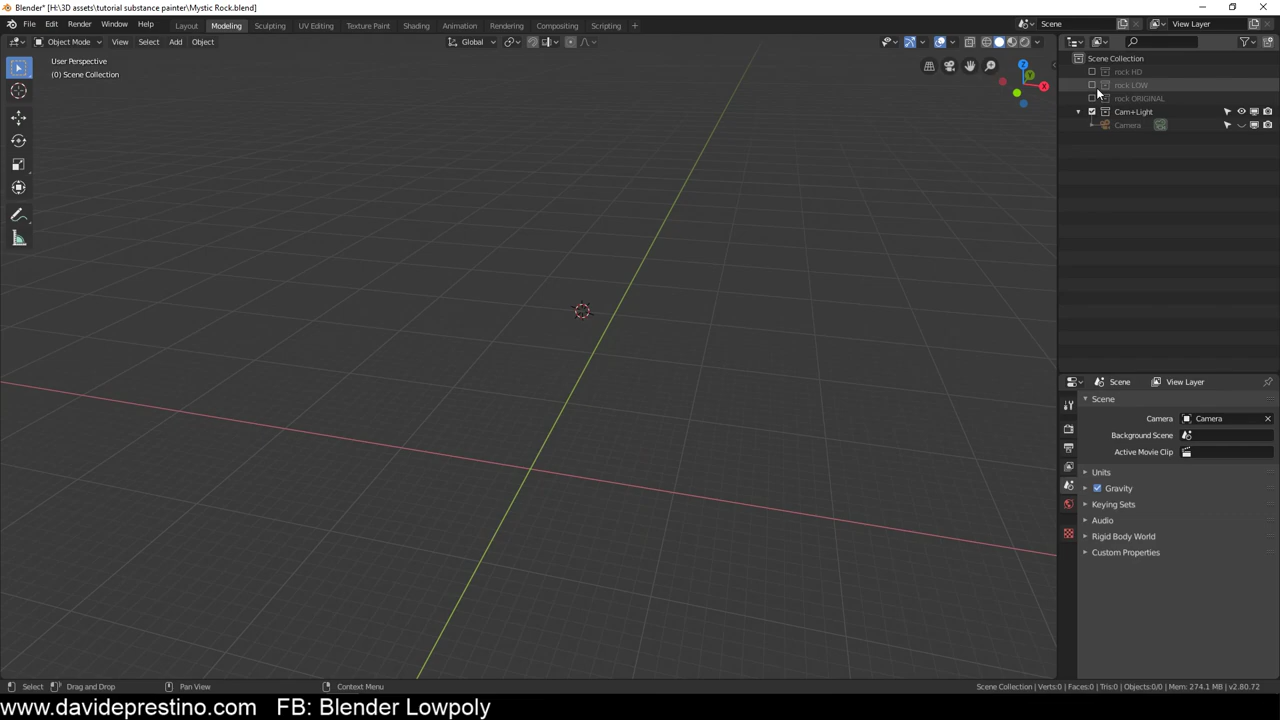 Blender* [H:\3D assets\tutorial substance painter\Mystic Rock.blend]
File Edit Render Window Help Layout Modeling Sculpting UV Editing Texture Paint Shading Animation Rendering Compositing Scripting + Scene View Layer
Object Mode View Select Add Object Global
User Perspective
(0) Scene Collection
Z
Y
X
Scene Collection
rock HD
rock LOW
rock ORIGINAL
Cam+Light
Camera
Scene View Layer
Scene
Camera Camera
Background Scene
Active Movie Clip
Units
Gravity
Keying Sets
Audio
Rigid Body World
Custom Properties
Select Drag and Drop Pan View Context Menu Scene Collection | Verts:0 | Faces:0 | Tris:0 | Objects:0/0 | Mem: 274.1 MB | v2.80.72
www.davideprestino.com FB: Blender Lowpoly